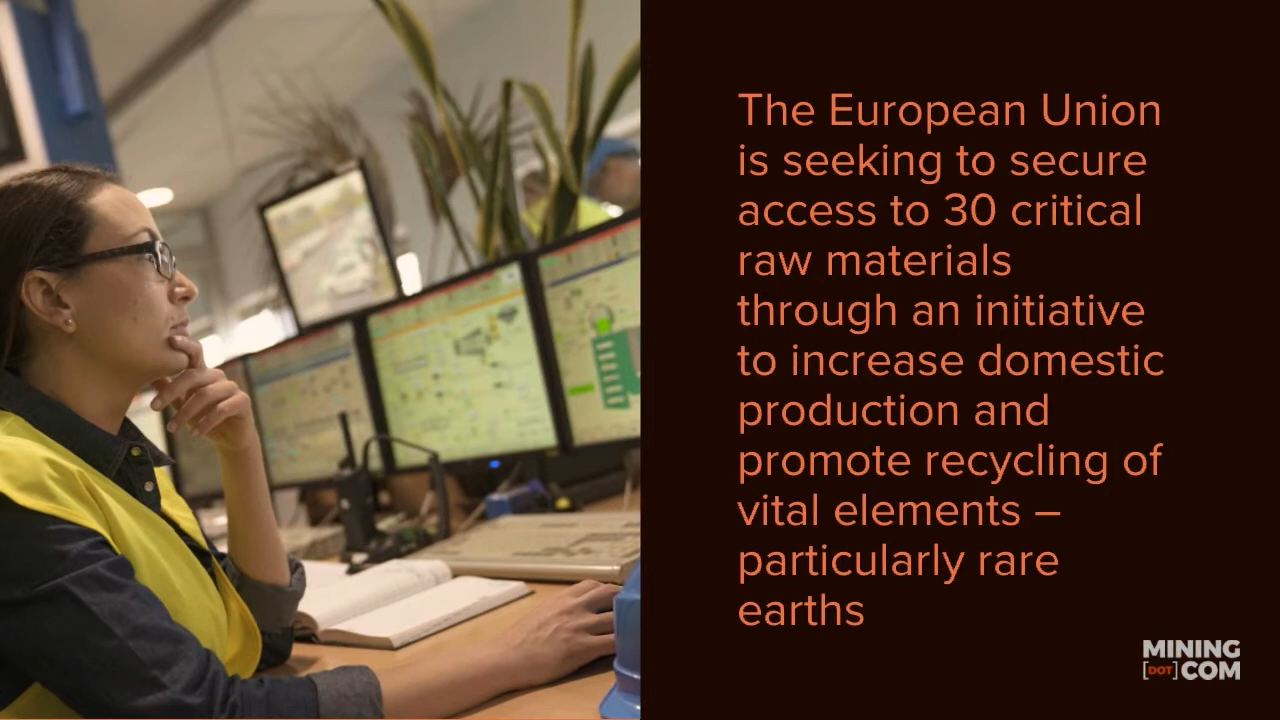 The European Union
is seeking to secure
access to 30 critical
raw materials
through an initiative
to increase domestic
production and
promote recycling of
vital elements –
particularly rare
earths
MINING
[DOT]COM